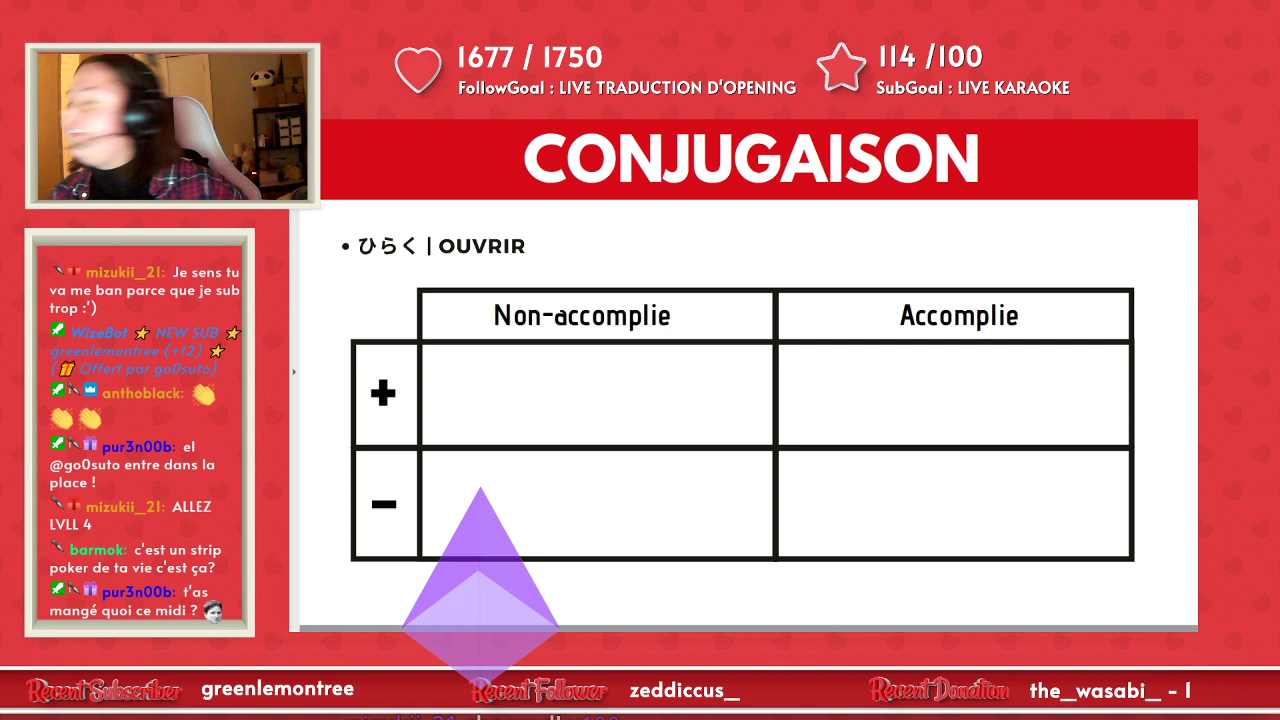 1677 / 1750
FollowGoal : LIVE TRADUCTION D'OPENING
114 /100
SubGoal : LIVE KARAOKE
CONJUGAISON
• ひらく | OUVRIR
Non-accomplie
Accomplie
+
-
mizukii_21: Je sens tu
va me ban parce que je sub
trop :')
WizeBot ⭐ NEW SUB ⭐
greenlemontree (+12) ⭐
(🎁 Offert par go0suto)
anthoblack: 👏
👏 👏
pur3n00b: el
@go0suto entre dans la
place !
mizukii_21: ALLEZ
LVLL 4
barmok: c'est un strip
poker de ta vie c'est ça?
pur3n00b: t'as
mangé quoi ce midi ?
Recent Subscriber greenlemontree
Recent Follower zeddiccus_
Recent Donation the_wasabi_ - 1